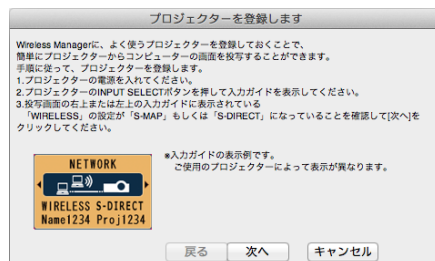 プロジェクターを登録します
Wireless Managerに、よく使うプロジェクターを登録しておくことで、
簡単にプロジェクターからコンピューターの画面を投写することができます。
手順に従って、プロジェクターを登録します。
1.プロジェクターの電源を入れてください。
2.プロジェクターのINPUT SELECTボタンを押して入力ガイドを表示してください。
3.投写画面の右上または左上の入力ガイドに表示されている
「WIRELESS」の設定が「S-MAP」もしくは「S-DIRECT」になっていることを確認して[次へ]を
クリックしてください。
NETWORK
WIRELESS S-DIRECT
Name1234 Proj1234
※入力ガイドの表示例です。
ご使用のプロジェクターによって表示が異なります。
戻る 次へ キャンセル